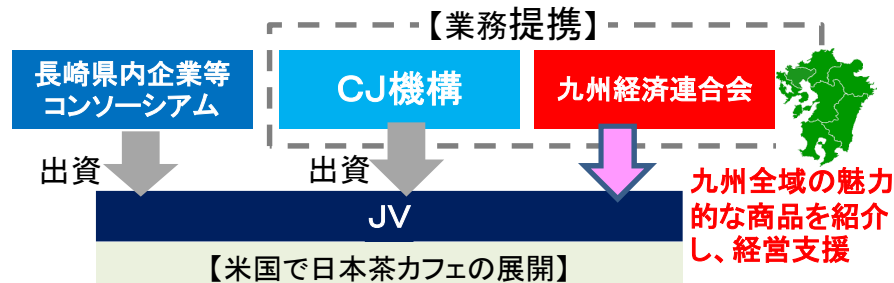 【業務提携】
長崎県内企業等
コンソーシアム
CJ機構
九州経済連合会
出資
出資
九州全域の魅力
的な商品を紹介
し、経営支援
JV
【米国で日本茶カフェの展開】